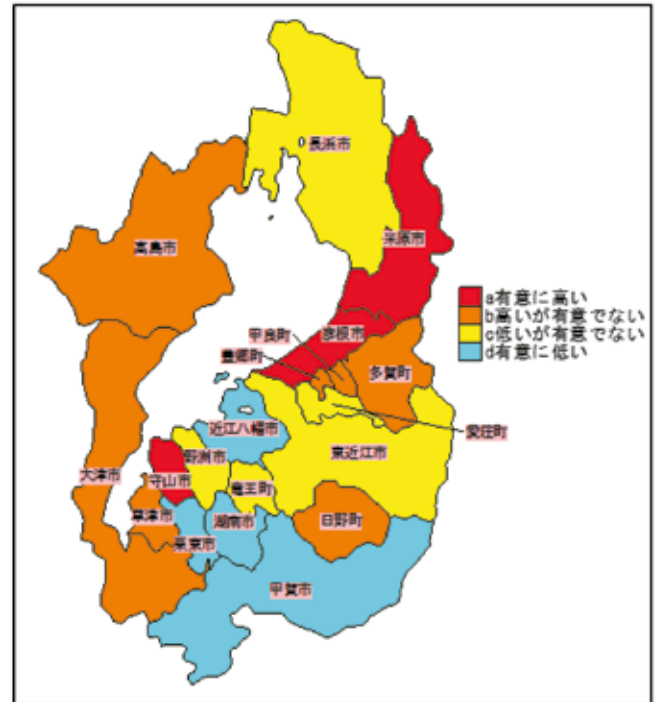 長浜市
米原市
高島市
a有意に高い
b高いが有意でない
c低いが有意でない
d有意に低い
甲良町
彦根市
豊郷町
多賀町
近江八幡市
愛荘町
野洲市
東近江市
大津市
守山市
竜王町
草津市
湖南市
日野町
栗東市
甲賀市